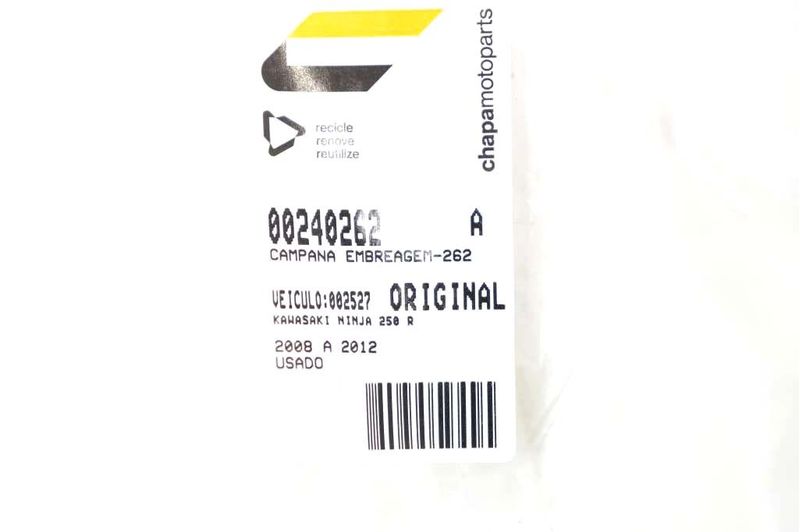 chapamotoparts
recicle
renove
reutilize
00240262 A
CAMPANA EMBREAGEM-262
VEICULO:002527 ORIGINAL
KAWASAKI NINJA 250 R
2008 A 2012
USADO